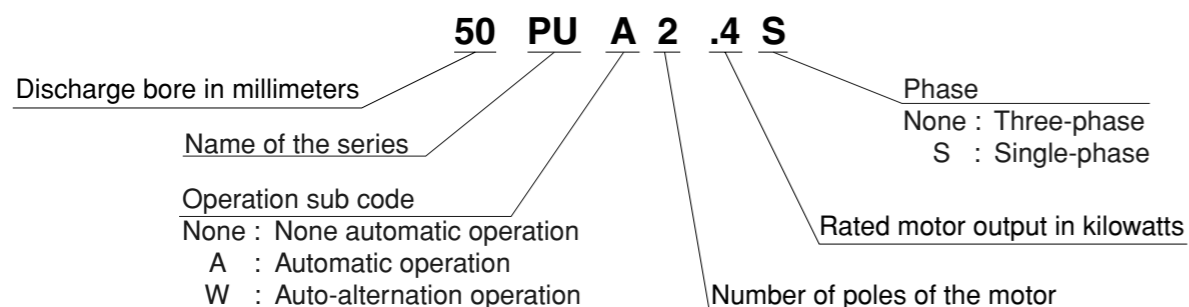 50 PU A 2 .4 S
Discharge bore in millimeters
Name of the series
Operation sub code
None : None automatic operation
A : Automatic operation
W : Auto-alternation operation
Phase
None : Three-phase
S : Single-phase
Rated motor output in kilowatts
Number of poles of the motor